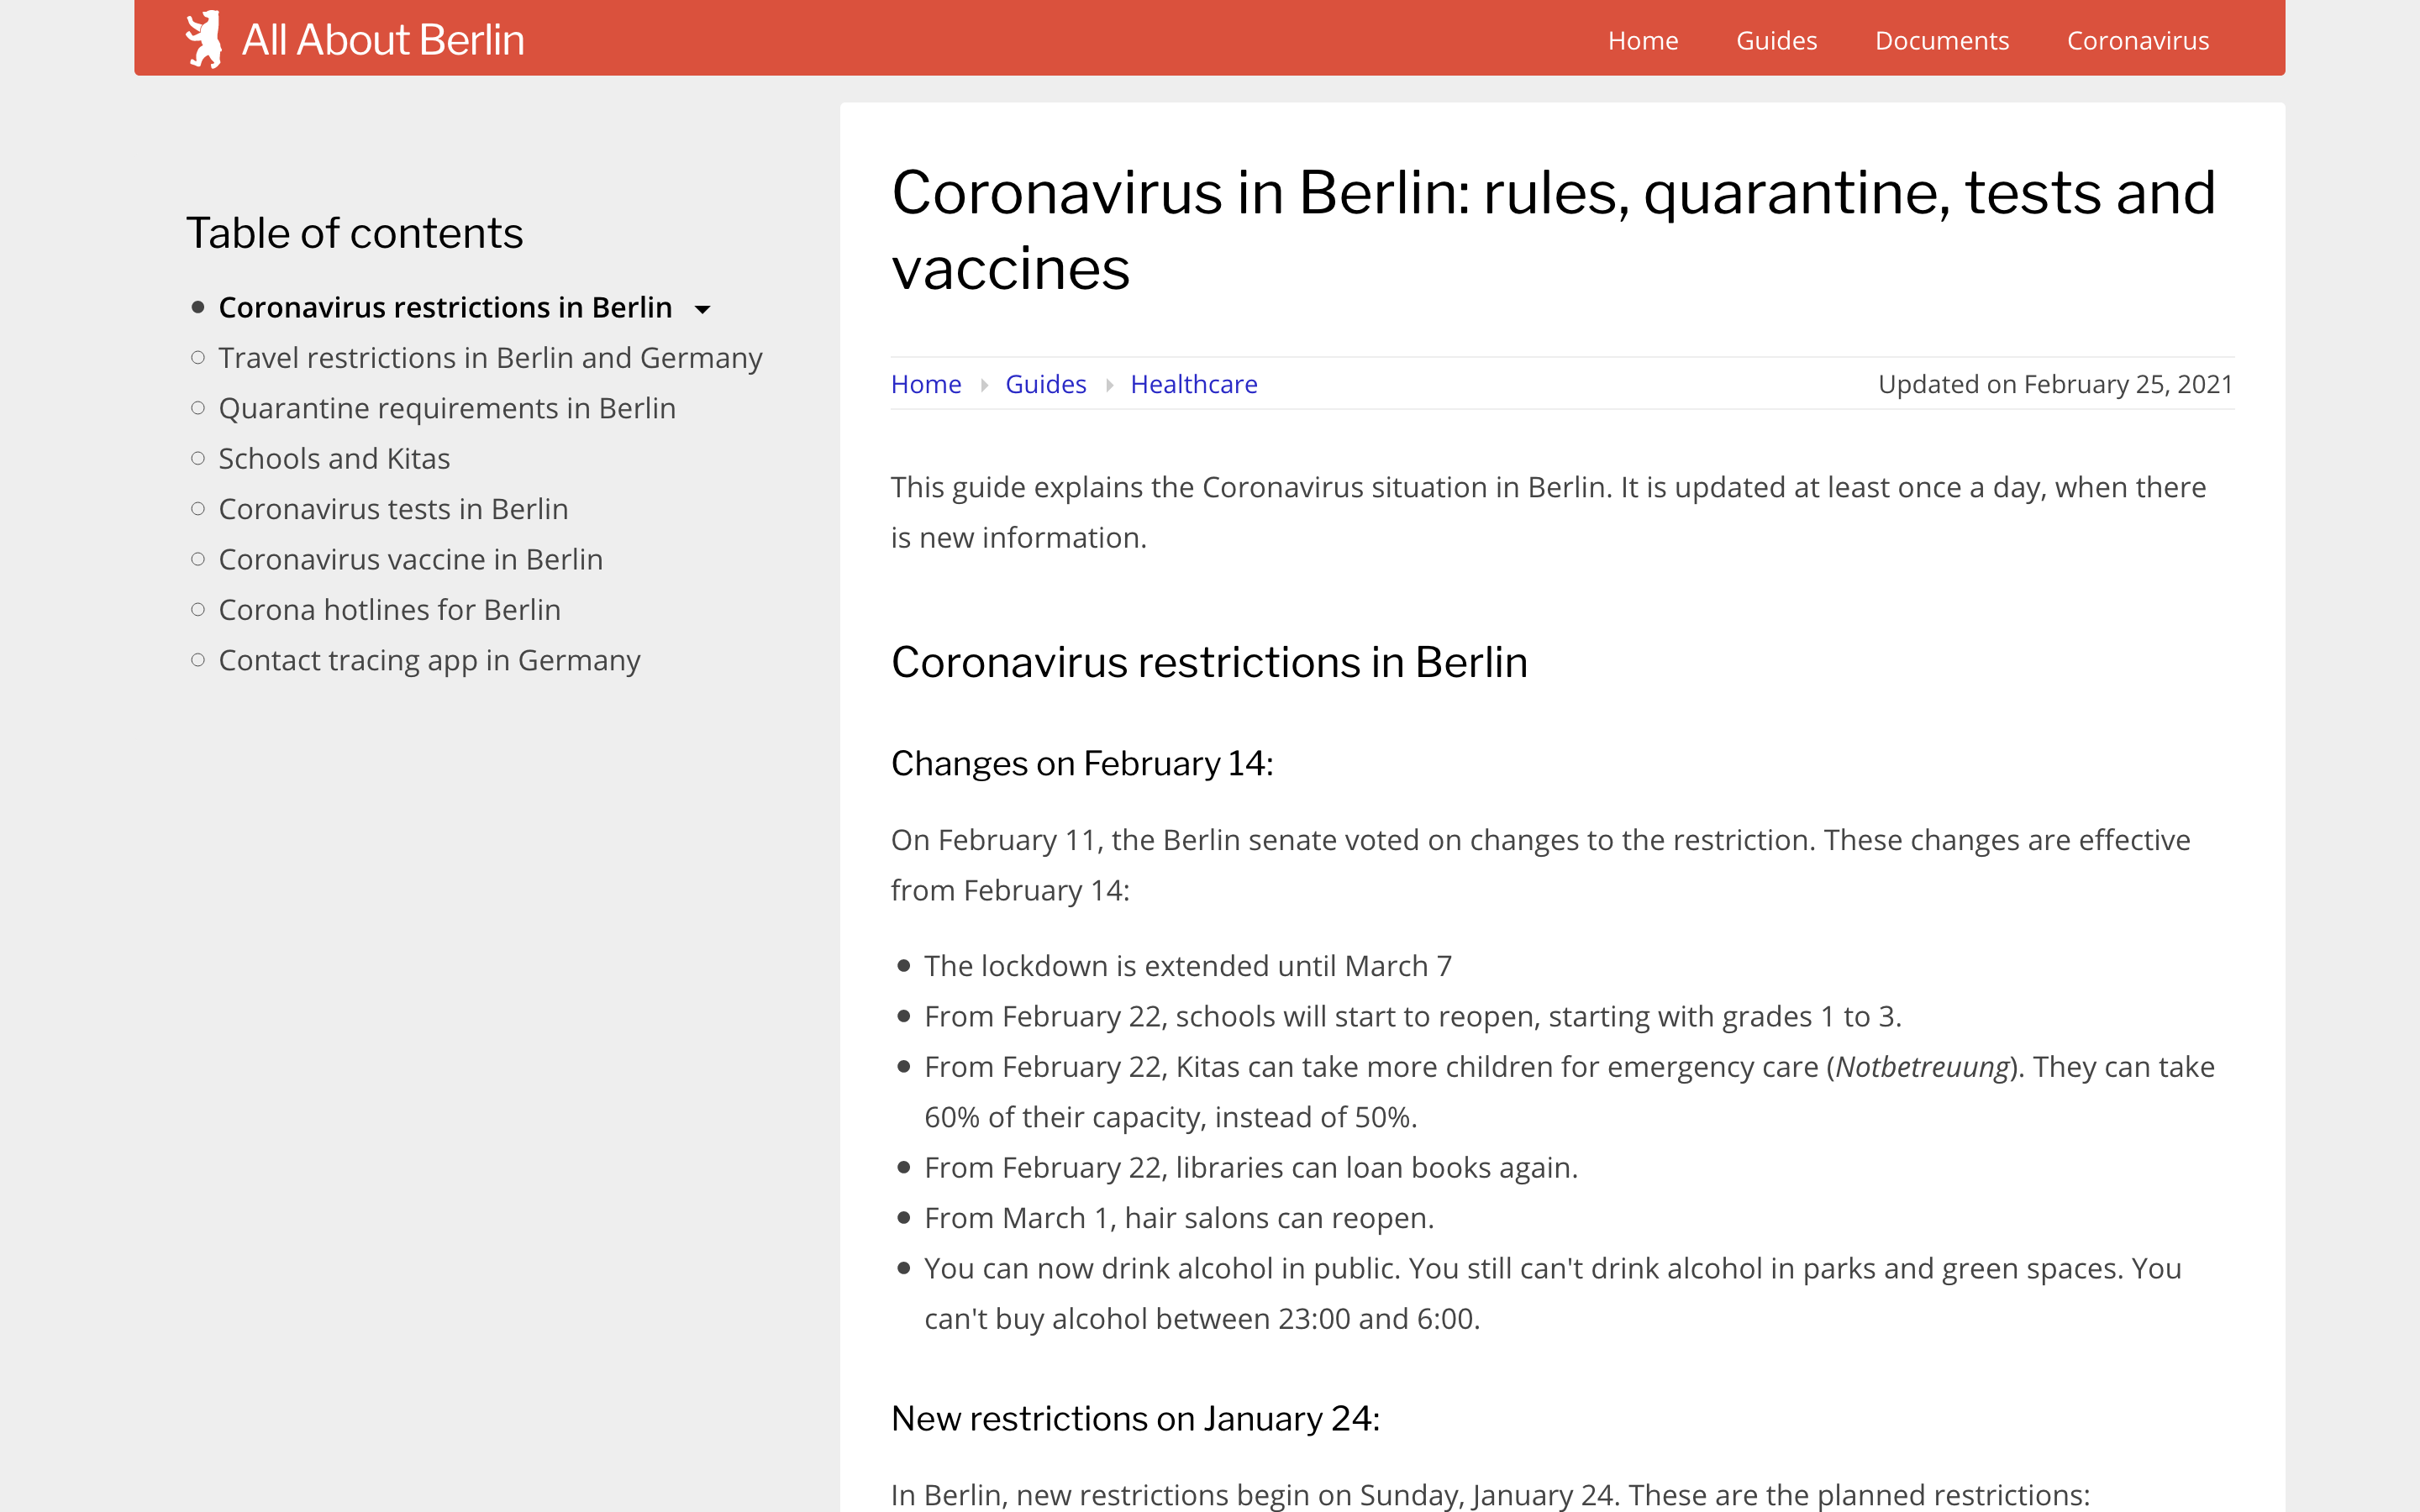 All About Berlin
Home
Guides
Documents
Coronavirus
Table of contents
Coronavirus restrictions in Berlin
Travel restrictions in Berlin and Germany
Quarantine requirements in Berlin
Schools and Kitas
Coronavirus tests in Berlin
Coronavirus vaccine in Berlin
Corona hotlines for Berlin
Contact tracing app in Germany
Coronavirus in Berlin: rules, quarantine, tests and
vaccines
Home Guides Healthcare
Updated on February 25, 2021
This guide explains the Coronavirus situation in Berlin. It is updated at least once a day, when there
is new information.
Coronavirus restrictions in Berlin
Changes on February 14:
On February 11, the Berlin senate voted on changes to the restriction. These changes are effective
from February 14:
The lockdown is extended until March 7
From February 22, schools will start to reopen, starting with grades 1 to 3.
From February 22, Kitas can take more children for emergency care (Notbetreuung). They can take
60% of their capacity, instead of 50%.
From February 22, libraries can loan books again.
From March 1, hair salons can reopen.
You can now drink alcohol in public. You still can't drink alcohol in parks and green spaces. You
can't buy alcohol between 23:00 and 6:00.
New restrictions on January 24:
In Berlin, new restrictions begin on Sunday, January 24. These are the planned restrictions: